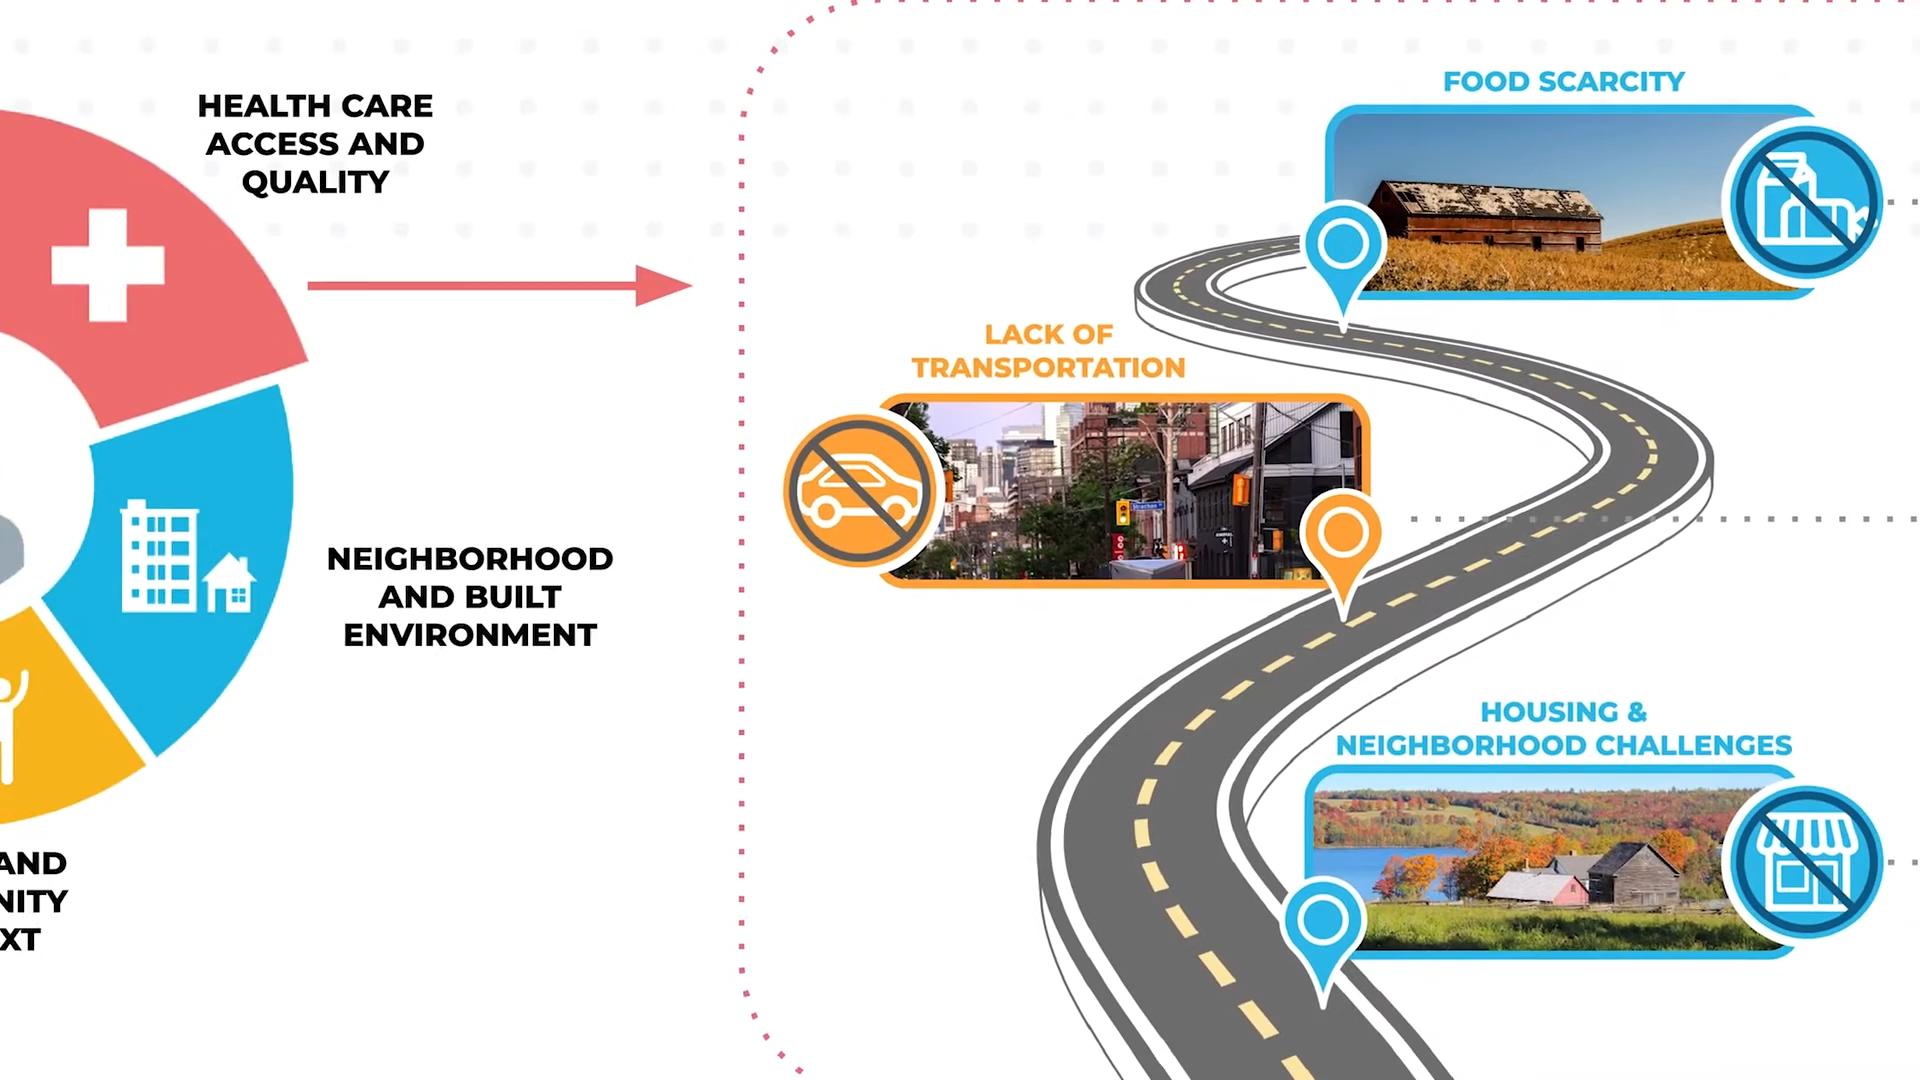 HEALTH CARE
ACCESS AND
QUALITY
NEIGHBORHOOD
AND BUILT
ENVIRONMENT
AND
NITY
XT
FOOD SCARCITY
LACK OF
TRANSPORTATION
Strachan
HOUSING &
NEIGHBORHOOD CHALLENGES